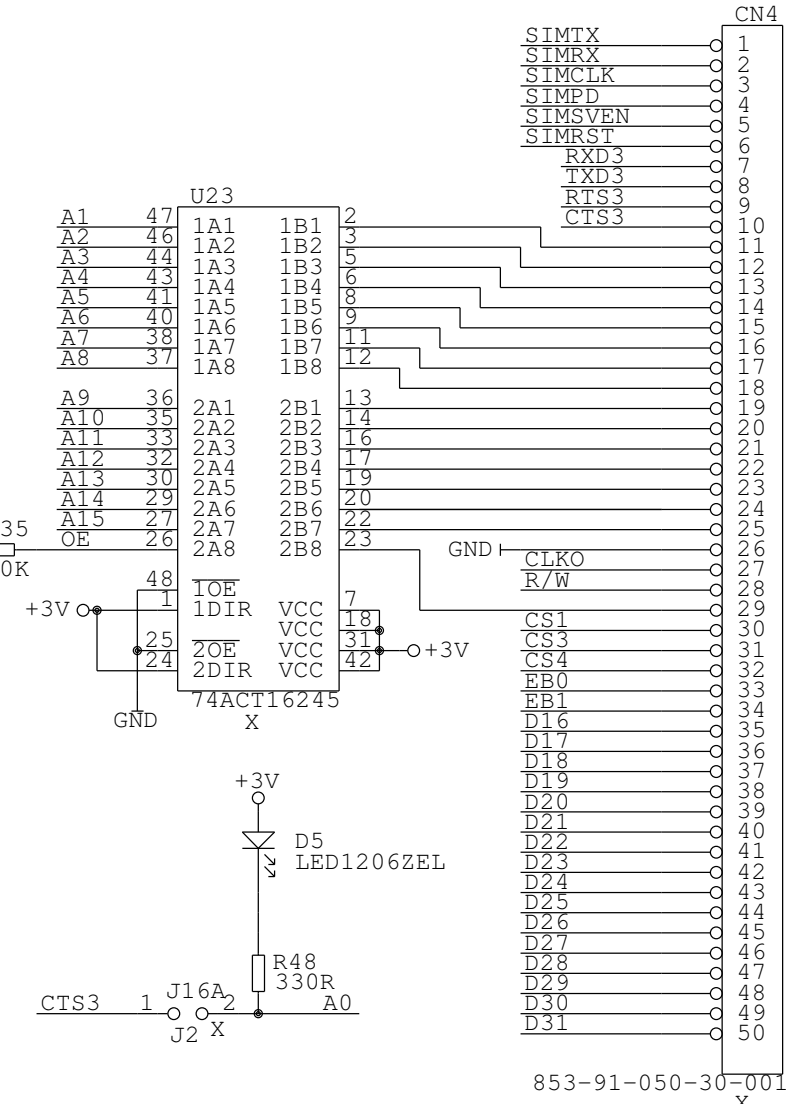 CN4
SIMTX 1
SIMRX 2
SIMCLK 3
SIMPD 4
SIMSVEN 5
SIMRST 6
RXD3 7
TXD3 8
RTS3 9
CTS3 10
11
12
13
14
15
16
17
18
19
20
21
22
23
24
25
GND 26
CLKO 27
R/W 28
29
CS1 30
CS3 31
CS4 32
EB0 33
EB1 34
D16 35
D17 36
D18 37
D19 38
D20 39
D21 40
D22 41
D23 42
D24 43
D25 44
D26 45
D27 46
D28 47
D29 48
D30 49
D31 50
853-91-050-30-001
X
U23
A1 47 1A1 1B1 2
A2 46 1A2 1B2 3
A3 44 1A3 1B3 5
A4 43 1A4 1B4 6
A5 41 1A5 1B5 8
A6 40 1A6 1B6 9
A7 38 1A7 1B7 11
A8 37 1A8 1B8 12
A9 36 2A1 2B1 13
A10 35 2A2 2B2 14
A11 33 2A3 2B3 16
A12 32 2A4 2B4 17
A13 30 2A5 2B5 19
A14 29 2A6 2B6 20
A15 27 2A7 2B7 22
OE 26 2A8 2B8 23
35
0K
48 1OE
+3V 1 1DIR VCC 7
VCC 18
25 2OE VCC 31 +3V
24 2DIR VCC 42
GND
74ACT16245
X
+3V
D5
LED1206ZEL
R48
330R
CTS3 1 J16A 2 A0
J2 X